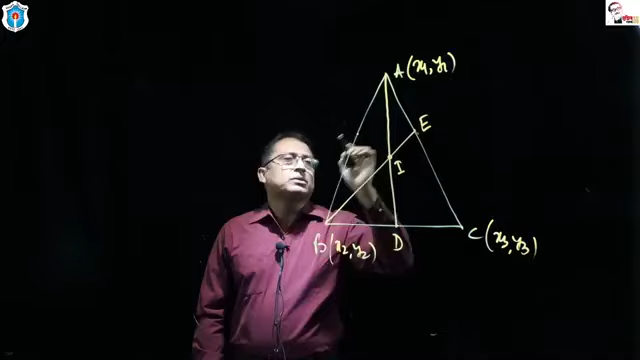 A(x1, y1)
E
I
B(x2, y2)
D
C(x3, y3)